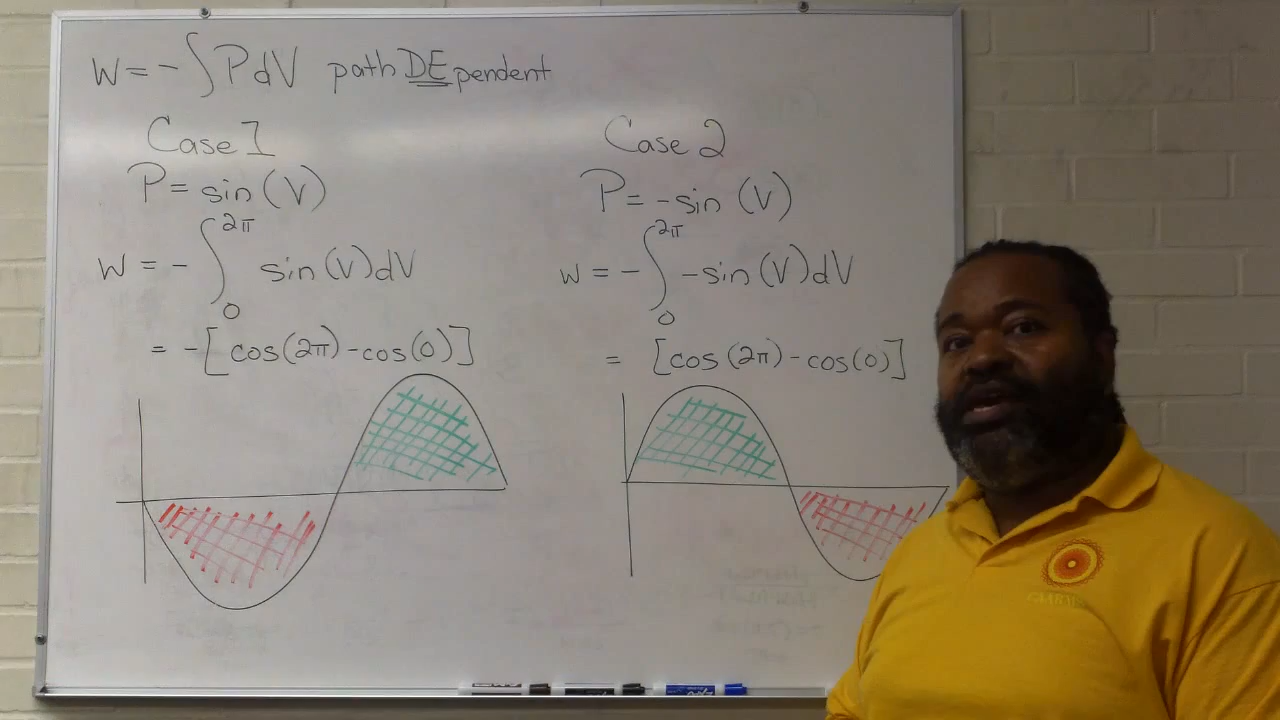 w = - ∫ P dV path DEpendent
Case 1
P = sin (V)
w = - ∫₀^2π sin (V) dV
= - [cos(2π) - cos(0)]
Case 2
P = - sin (V)
w = - ∫₀^2π - sin (V) dV
= [cos(2π) - cos(0)]